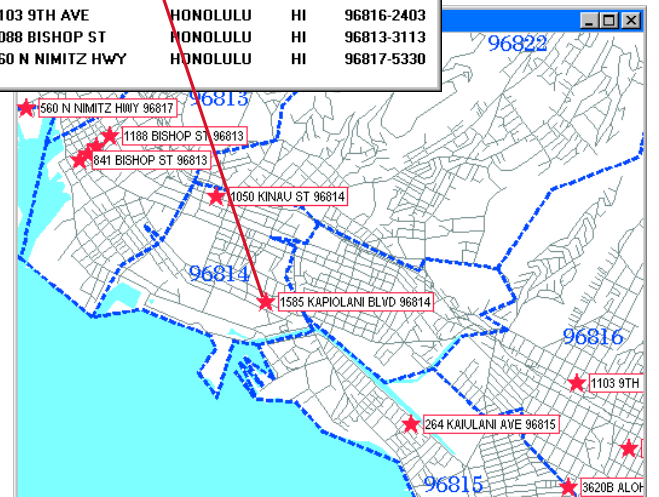 103 9TH AVE HONOLULU HI 96816-2403
088 BISHOP ST HONOLULU HI 96813-3113
60 N NIMITZ HWY HONOLULU HI 96817-5330
96822
96813
560 N NIMITZ HWY 96817
1188 BISHOP ST 96813
841 BISHOP ST 96813
1050 KINAU ST 96814
96814
1585 KAPIOLANI BLVD 96814
96816
1103 9TH
264 KAIULANI AVE 96815
96815
3620B ALOH